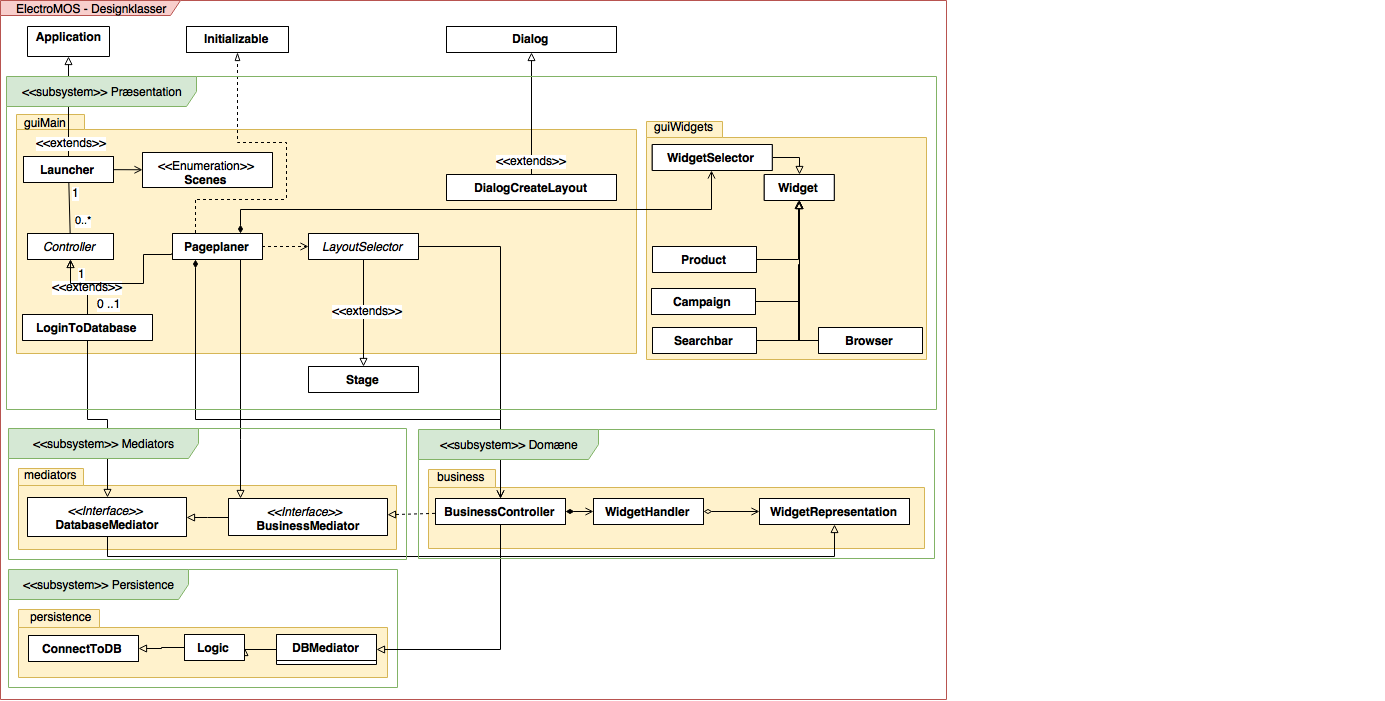 ElectroMOS - Designklasser
Application
Initializable
Dialog
<<subsystem>> Præsentation
guiMain
<<extends>>
Launcher
<<Enumeration>>
Scenes
<<extends>>
DialogCreateLayout
guiWidgets
WidgetSelector
Widget
1
0..*
Controller
Pageplaner
LayoutSelector
Product
1
<<extends>>
0 ..1
LoginToDatabase
<<extends>>
Campaign
Searchbar
Browser
Stage
<<subsystem>> Mediators
<<subsystem>> Domæne
mediators
business
<<Interface>>
DatabaseMediator
<<Interface>>
BusinessMediator
BusinessController
WidgetHandler
WidgetRepresentation
<<subsystem>> Persistence
persistence
ConnectToDB
Logic
DBMediator